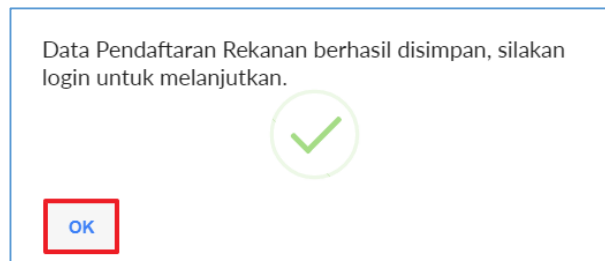 Data Pendaftaran Rekanan berhasil disimpan, silakan
login untuk melanjutkan.
OK